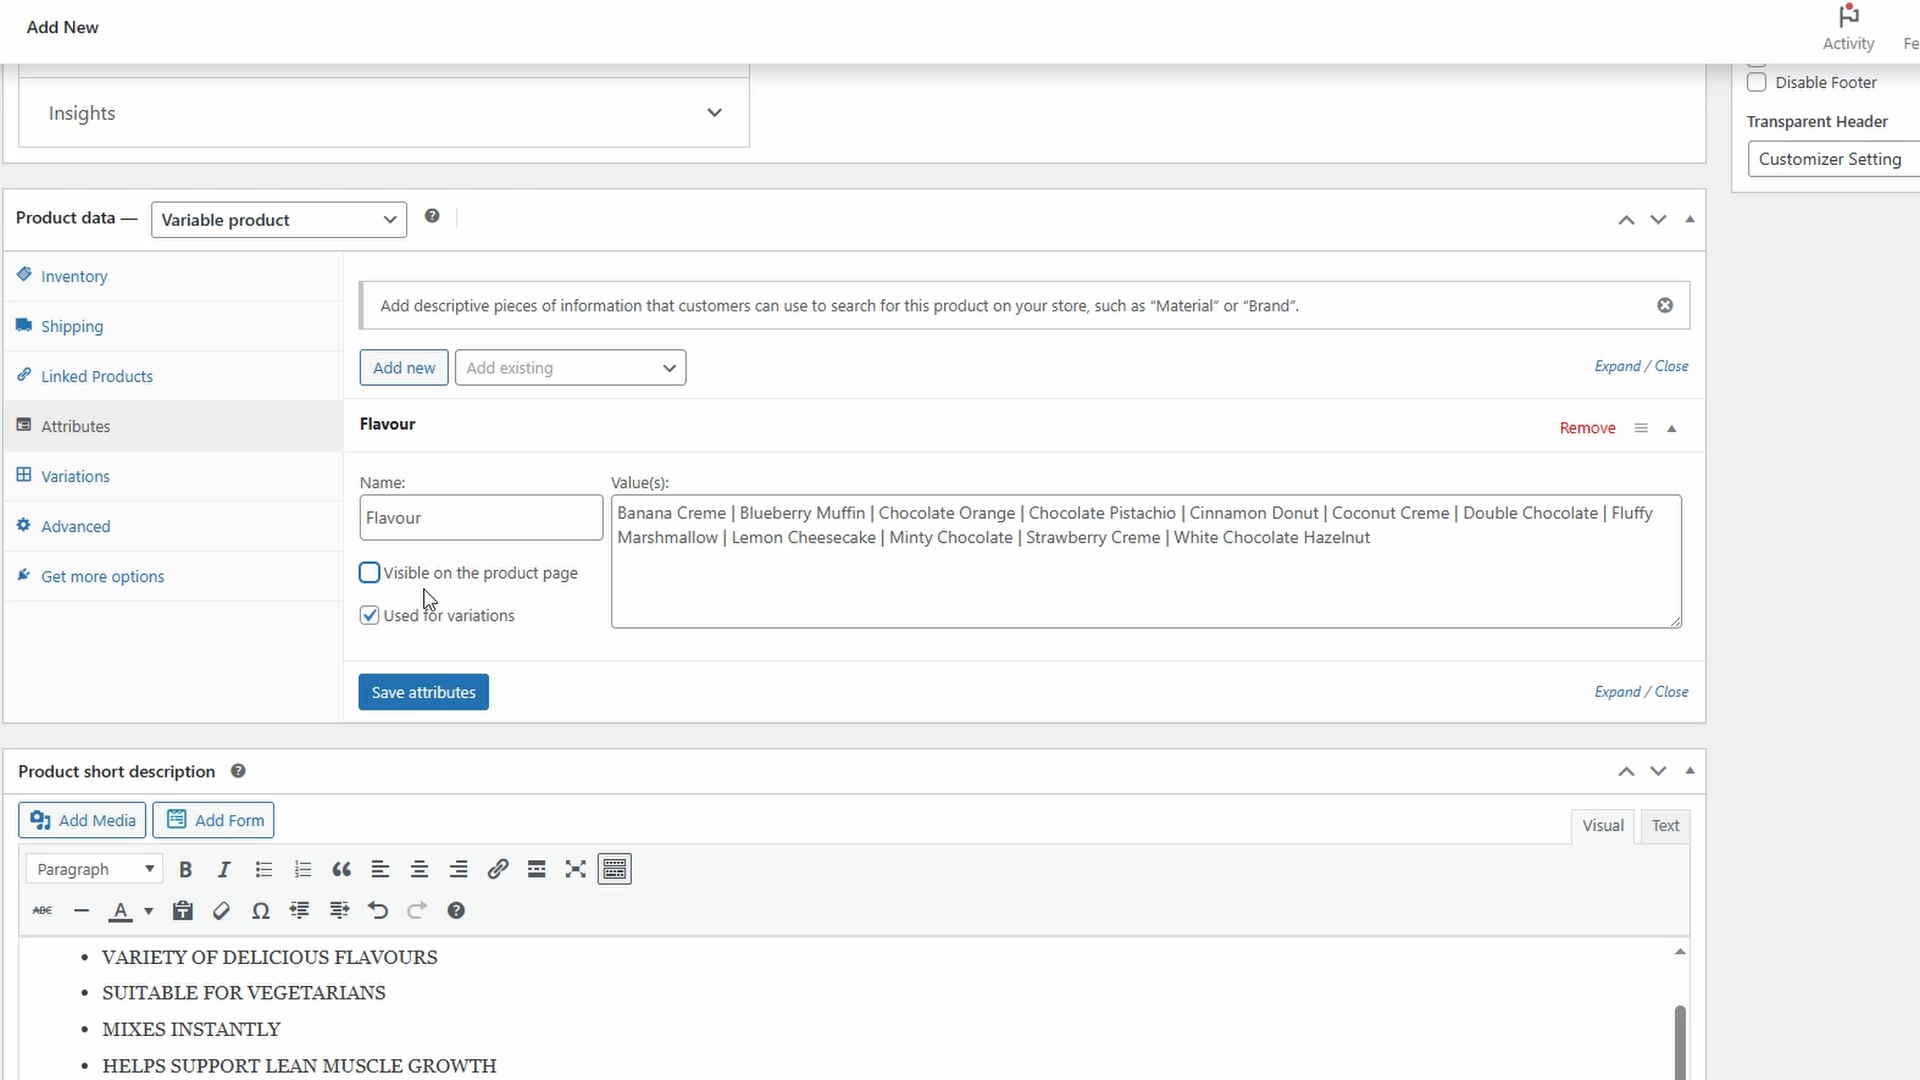 Add New
Activity
Fe
Insights
Disable Footer
Transparent Header
Customizer Setting
Product data —
Variable product
Inventory
Shipping
Linked Products
Attributes
Variations
Advanced
Get more options
Add descriptive pieces of information that customers can use to search for this product on your store, such as “Material” or “Brand”.
Add new
Add existing
Expand / Close
Flavour
Remove
Name:
Value(s):
Flavour
Banana Creme | Blueberry Muffin | Chocolate Orange | Chocolate Pistachio | Cinnamon Donut | Coconut Creme | Double Chocolate | Fluffy
Marshmallow | Lemon Cheesecake | Minty Chocolate | Strawberry Creme | White Chocolate Hazelnut
Visible on the product page
Used for variations
Save attributes
Expand / Close
Product short description
Add Media
Add Form
Visual
Text
Paragraph
B I
ABC A Ω
• VARIETY OF DELICIOUS FLAVOURS
• SUITABLE FOR VEGETARIANS
• MIXES INSTANTLY
• HELPS SUPPORT LEAN MUSCLE GROWTH